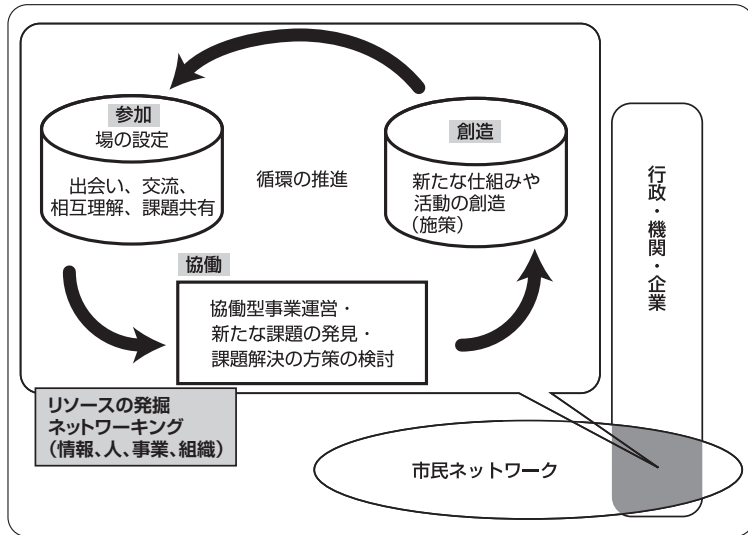 参加
場の設定
出会い、交流、
相互理解、課題共有
循環の推進
創造
新たな仕組みや
活動の創造
(施策)
協働
協働型事業運営・
新たな課題の発見・
課題解決の方策の検討
リソースの発掘
ネットワーキング
(情報、人、事業、組織)
行政・機関・企業
市民ネットワーク